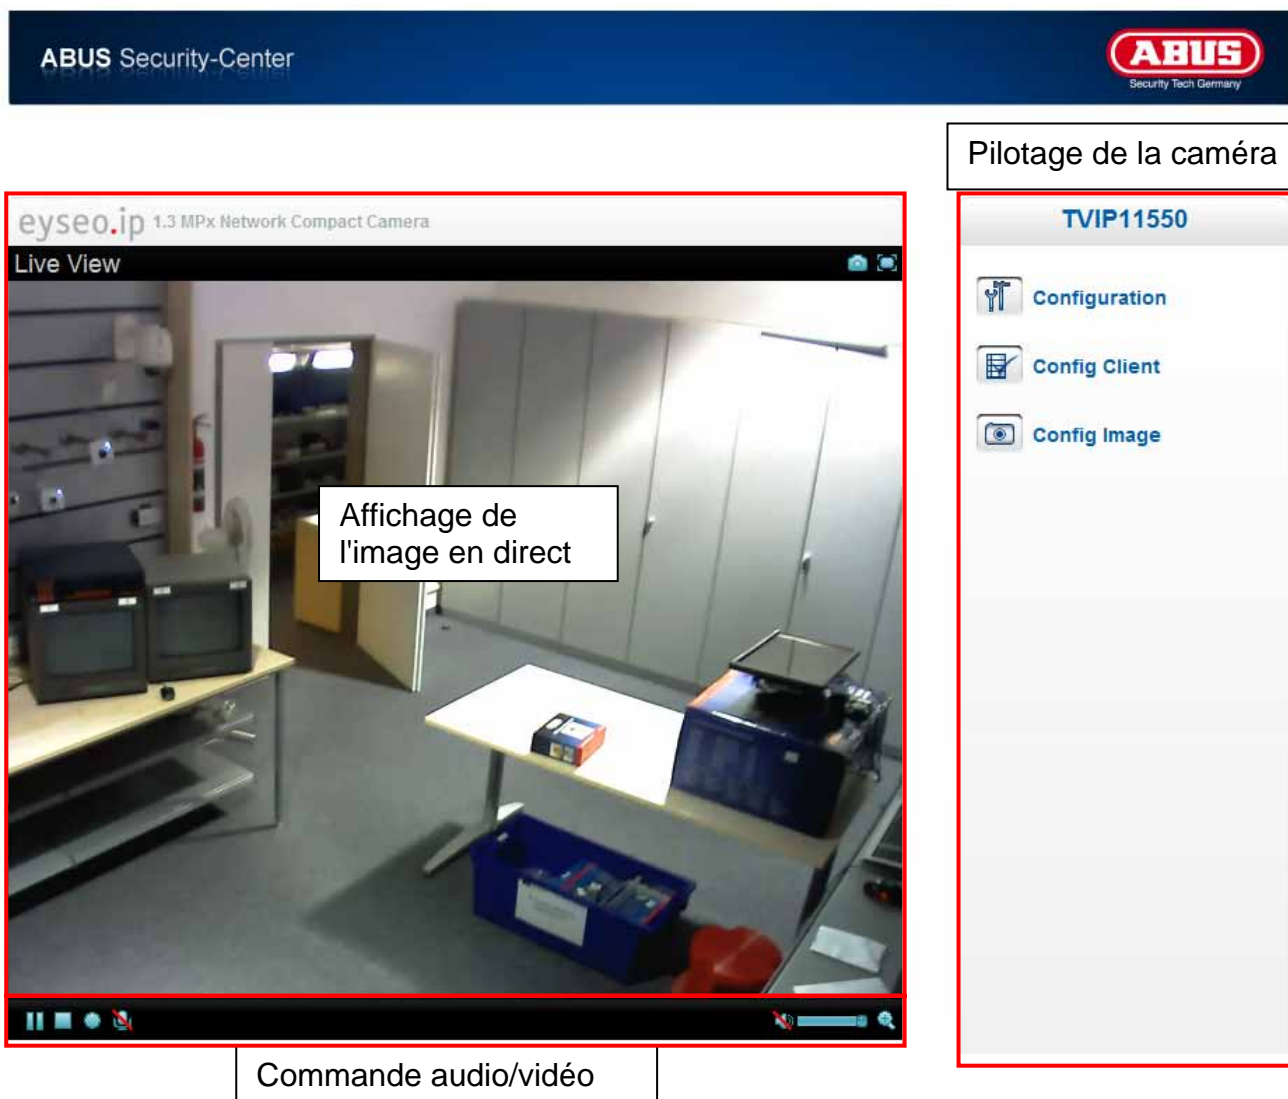 ABUS Security-Center
ABUS
Security Tech Germany
Pilotage de la caméra
eyseo.ip 1.3 MPx Network Compact Camera
Live View
TVIP11550
Configuration
Config Client
Config Image
Affichage de
l'image en direct
Commande audio/vidéo